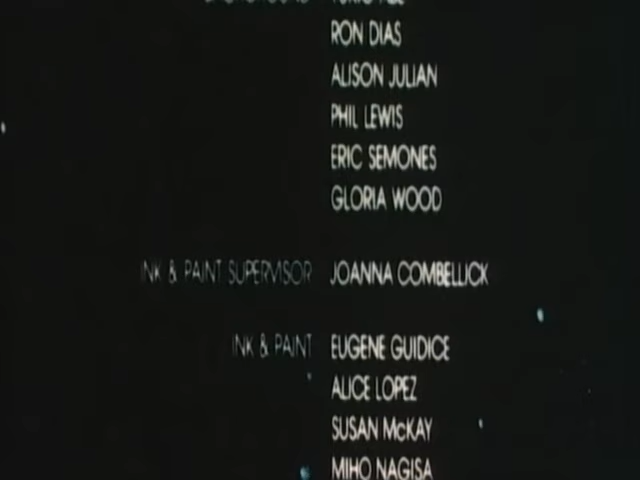 RON DIAS
ALISON JULIAN
PHIL LEWIS
ERIC SEMONES
GLORIA WOOD
INK & PAINT SUPERVISOR JOANNA COMBELLICK
INK & PAINT EUGENE GUIDICE
ALICE LOPEZ
SUSAN McKAY
MIHO NAGISA